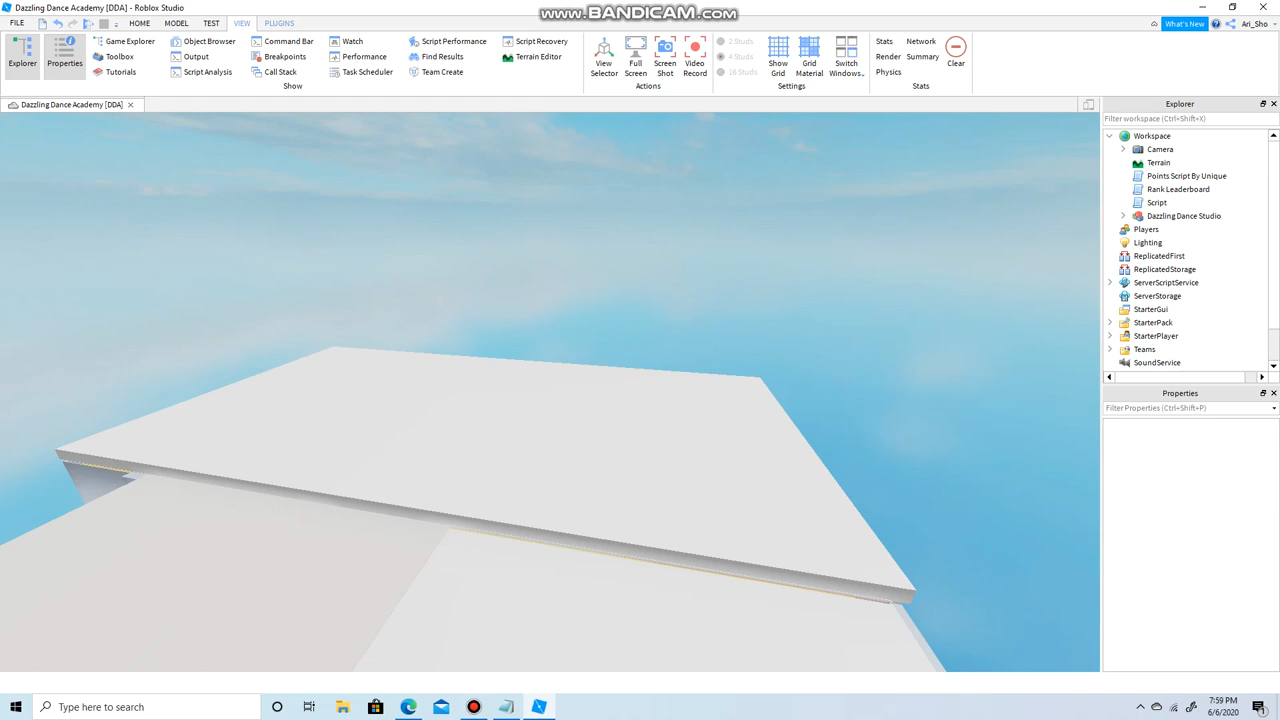 Dazzling Dance Academy [DDA] - Roblox Studio
www.BANDICAM.com
FILE HOME MODEL TEST VIEW PLUGINS
What's New Ari_Sho
Explorer Properties
Game Explorer Object Browser Command Bar Watch Script Performance Script Recovery
Toolbox Output Breakpoints Performance Find Results Terrain Editor
Tutorials Script Analysis Call Stack Task Scheduler Team Create
Show
View Selector Full Screen Screen Shot Video Record
Actions
2 Studs
4 Studs
16 Studs
Show Grid Grid Material Switch Windows
Settings
Stats Network
Render Summary
Physics
Clear
Stats
Dazzling Dance Academy [DDA]
Explorer
Filter workspace (Ctrl+Shift+X)
Workspace
Camera
Terrain
Points Script By Unique
Rank Leaderboard
Script
Dazzling Dance Studio
Players
Lighting
ReplicatedFirst
ReplicatedStorage
ServerScriptService
ServerStorage
StarterGui
StarterPack
StarterPlayer
Teams
SoundService
Properties
Filter Properties (Ctrl+Shift+P)
Type here to search
7:59 PM
6/6/2020
1